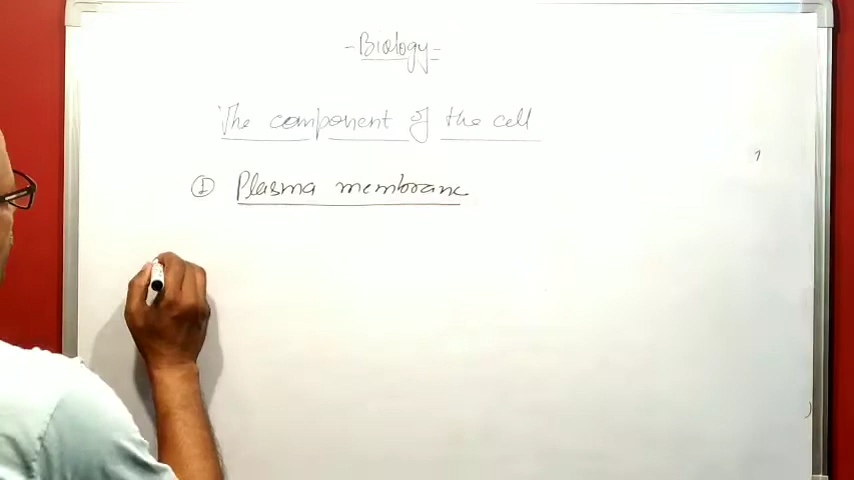 -Biology=
The component of the cell
① Plasma membrane